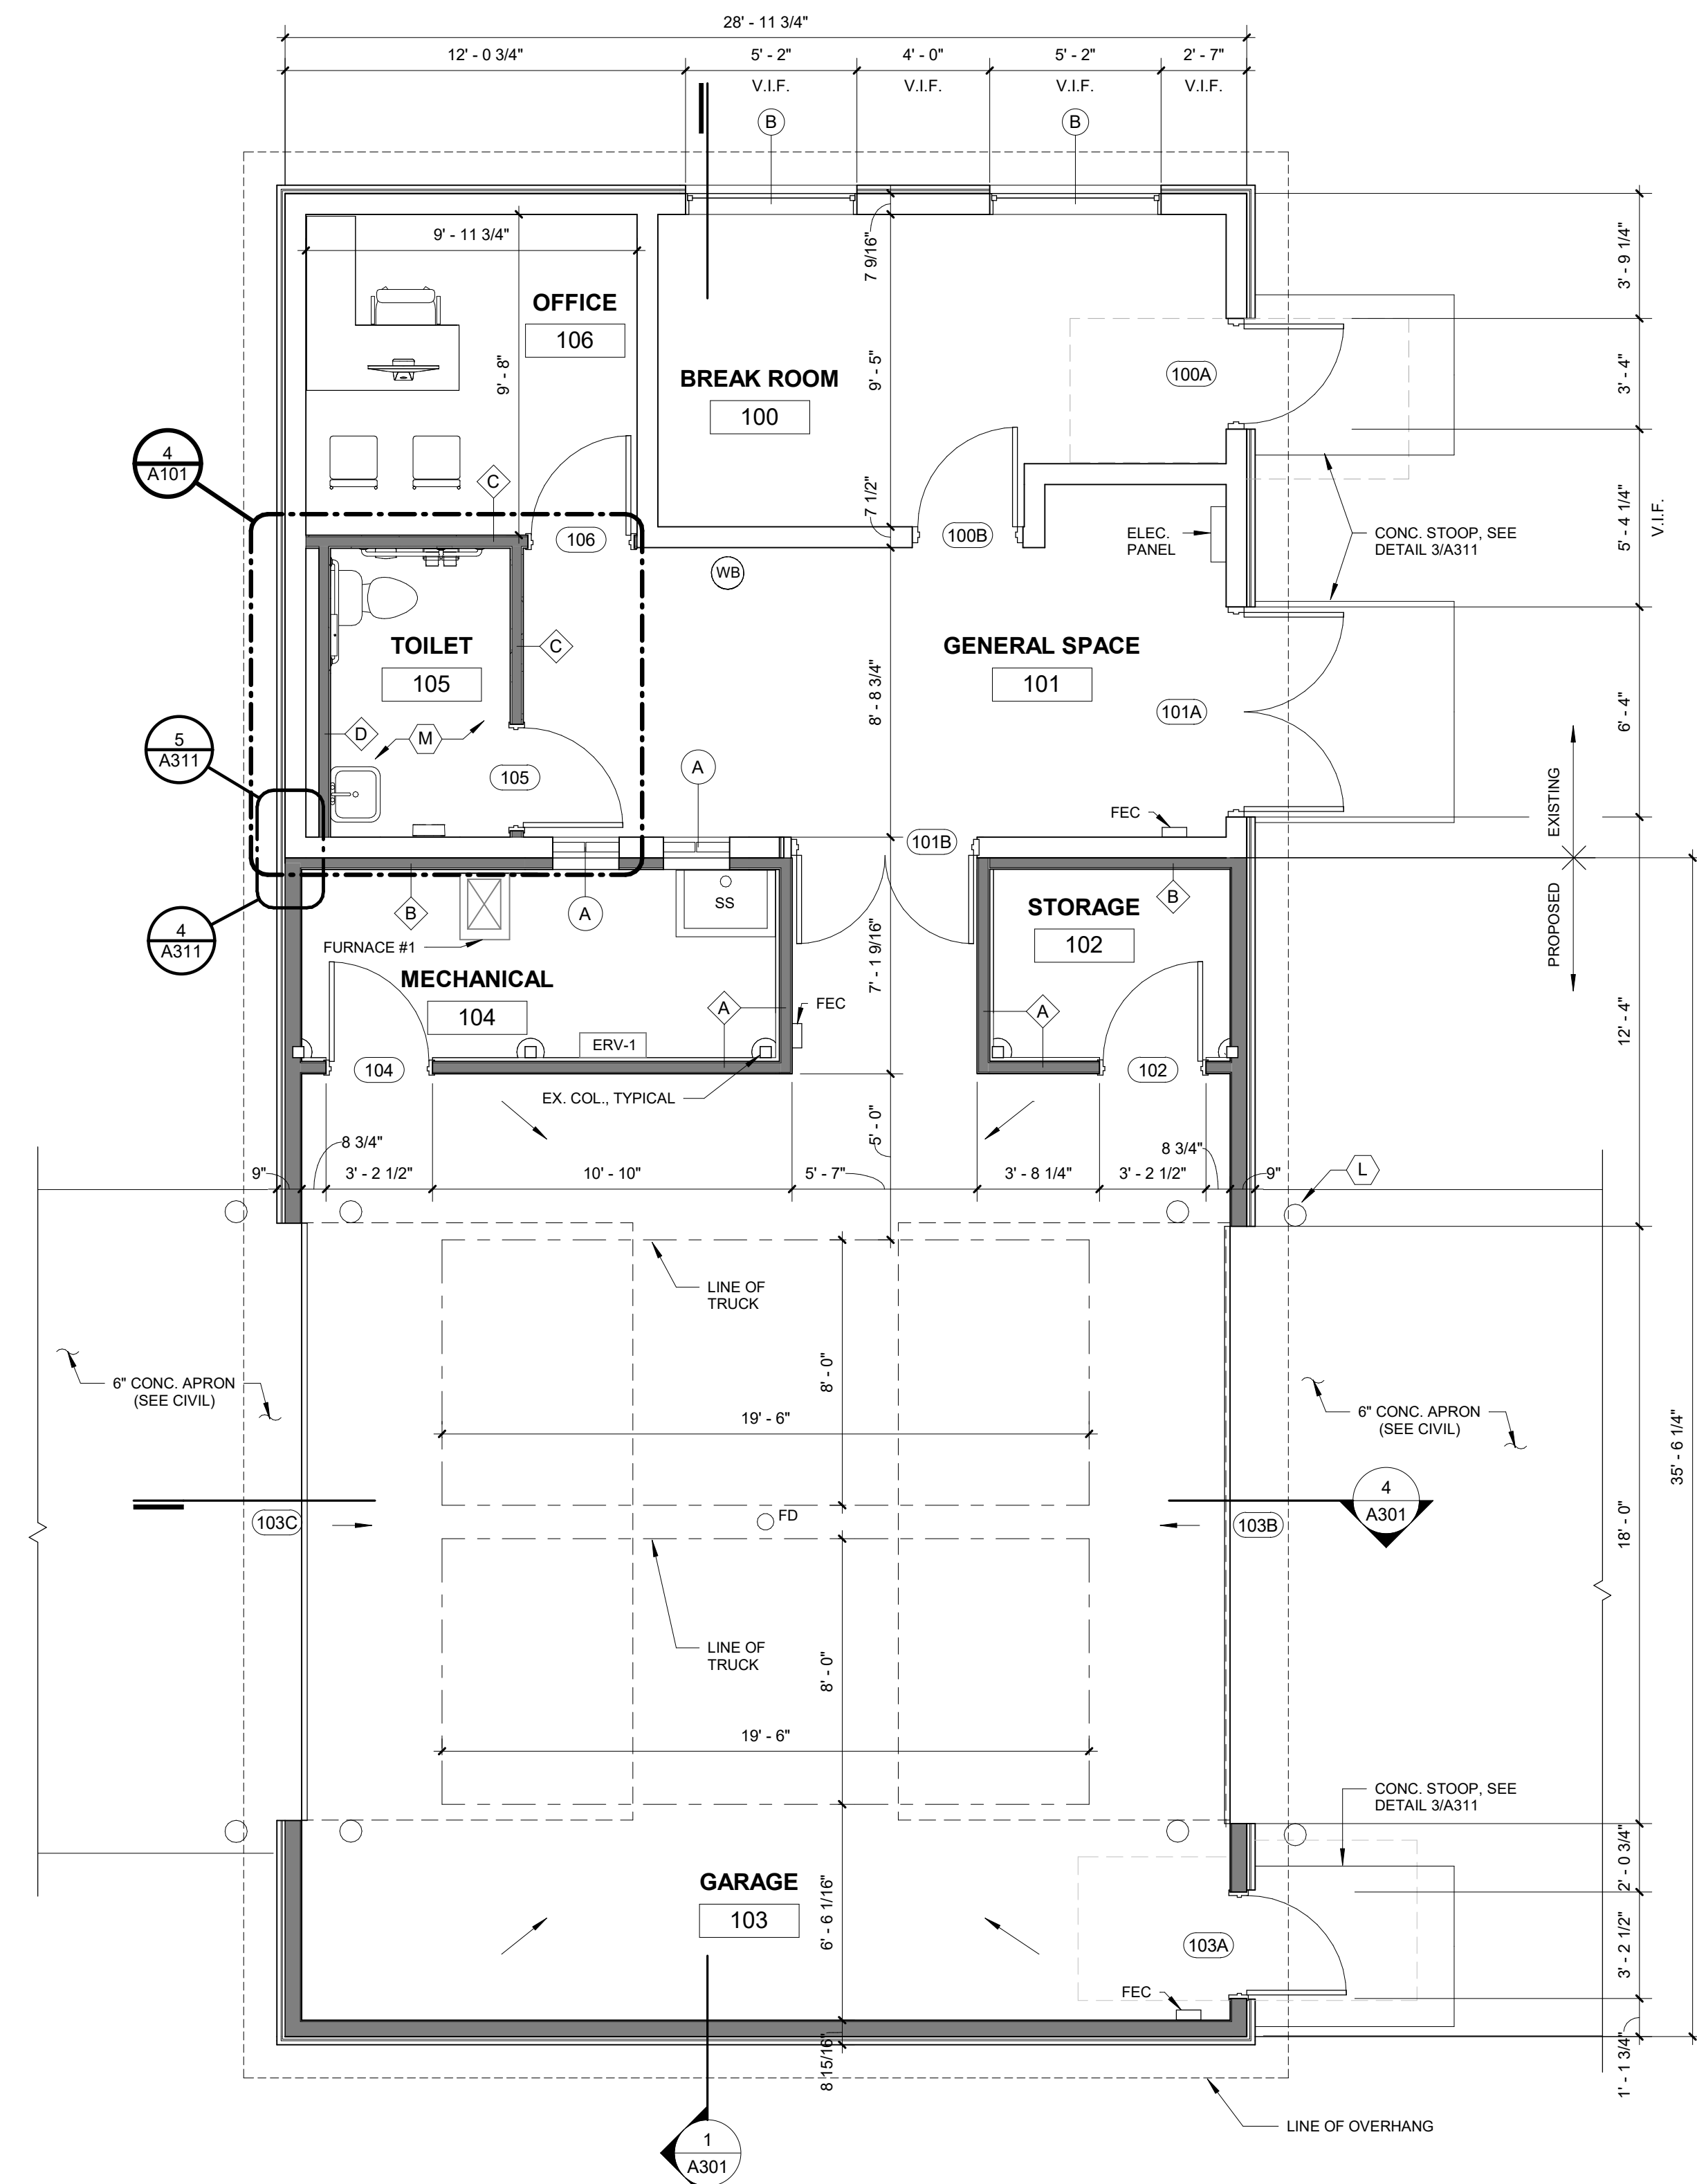 28' - 11 3/4"
12' - 0 3/4"
5' - 2"
4' - 0"
5' - 2"
2' - 7"
V.I.F.
V.I.F.
V.I.F.
V.I.F.
B
B
9' - 11 3/4"
7 9/16"
3' - 9 1/4"
OFFICE
106
9' - 8"
BREAK ROOM
100
9' - 5"
100A
3' - 4"
4
A101
C
7 1/2"
106
100B
ELEC.
PANEL
CONC. STOOP, SEE
DETAIL 3/A311
5' - 4 1/4"
V.I.F.
WB
TOILET
105
C
GENERAL SPACE
101
8' - 8 3/4"
101A
6' - 4"
5
A311
D
M
105
A
EXISTING
FEC
101B
PROPOSED
4
A311
B
A
SS
FURNACE #1
MECHANICAL
104
7' - 1 9/16"
STORAGE
102
B
A
FEC
A
ERV-1
12' - 4"
104
102
EX. COL., TYPICAL
5' - 0"
8 3/4"
8 3/4"
9"
3' - 2 1/2"
10' - 10"
5' - 7"
3' - 8 1/4"
3' - 2 1/2"
9"
L
LINE OF
TRUCK
8' - 0"
6" CONC. APRON
(SEE CIVIL)
6" CONC. APRON
(SEE CIVIL)
19' - 6"
35' - 6 1/4"
103C
FD
103B
4
A301
18' - 0"
LINE OF
TRUCK
8' - 0"
19' - 6"
CONC. STOOP, SEE
DETAIL 3/A311
2' - 0 3/4"
GARAGE
103
6' - 6 1/16"
103A
3' - 2 1/2"
FEC
8 15/16"
1' - 1 3/4"
LINE OF OVERHANG
1
A301